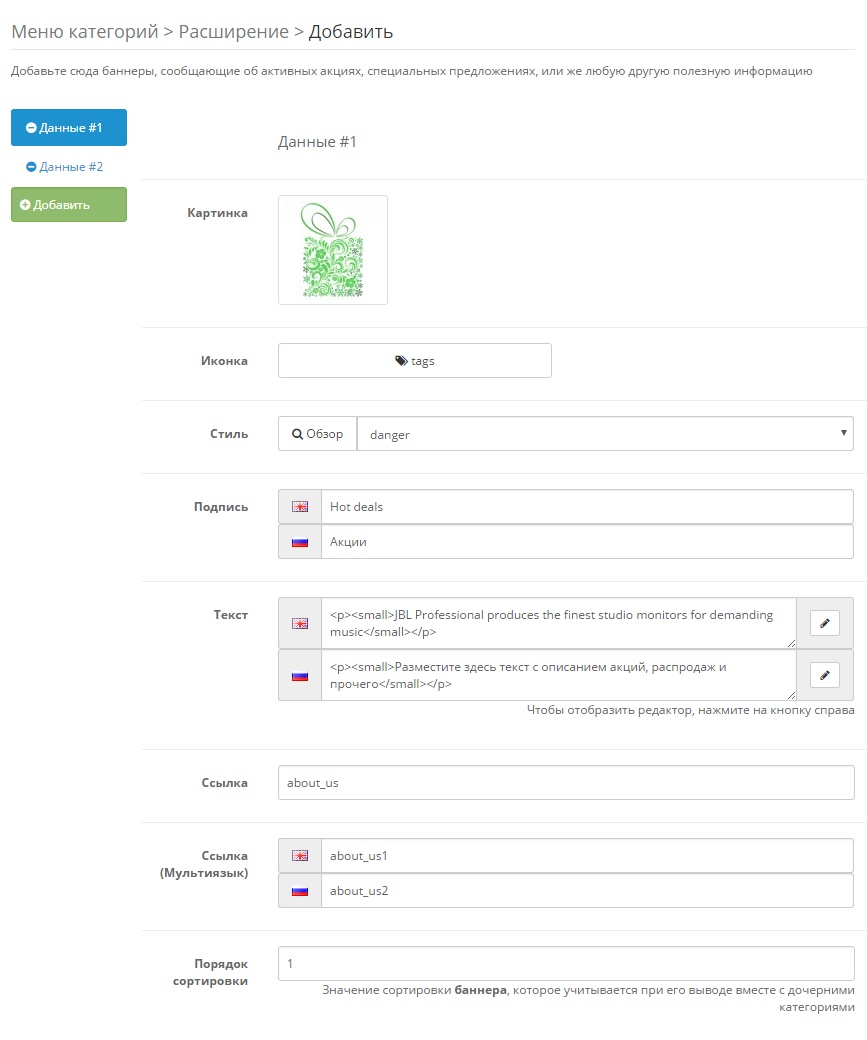 Меню категорий > Расширение > Добавить
Добавьте сюда баннеры, сообщающие об активных акциях, специальных предложениях, или же любую другую полезную информацию
Данные #1
Данные #2
Добавить
Данные #1
Картинка
Иконка
tags
Стиль
Обзор
danger
Подпись
Hot deals
Акции
Текст
<p><small>JBL Professional produces the finest studio monitors for demanding
music</small></p>
<p><small>Разместите здесь текст с описанием акций, распродаж и
прочего</small></p>
Чтобы отобразить редактор, нажмите на кнопку справа
Ссылка
about_us
Ссылка
(Мультиязык)
about_us1
about_us2
Порядок
сортировки
1
Значение сортировки баннера, которое учитывается при его выводе вместе с дочерними
категориями